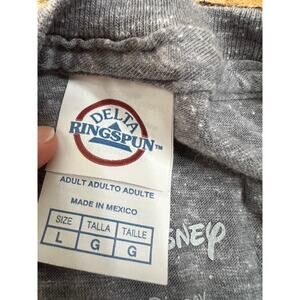 DELTA
RINGSPUN™
ADULT ADULTO ADULTE
MADE IN MEXICO
SIZE TALLA TAILLE
L G G